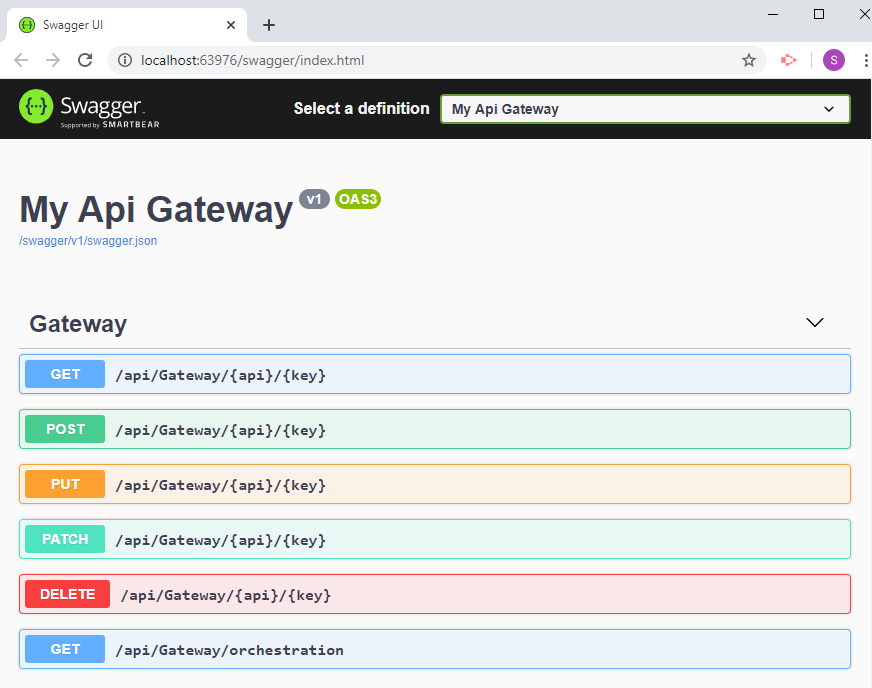 Swagger UI
localhost:63976/swagger/index.html
S
{···} Swagger
Supported by SMARTBEAR
Select a definition
My Api Gateway
My Api Gateway v1 OAS3
/swagger/v1/swagger.json
Gateway
GET /api/Gateway/{api}/{key}
POST /api/Gateway/{api}/{key}
PUT /api/Gateway/{api}/{key}
PATCH /api/Gateway/{api}/{key}
DELETE /api/Gateway/{api}/{key}
GET /api/Gateway/orchestration